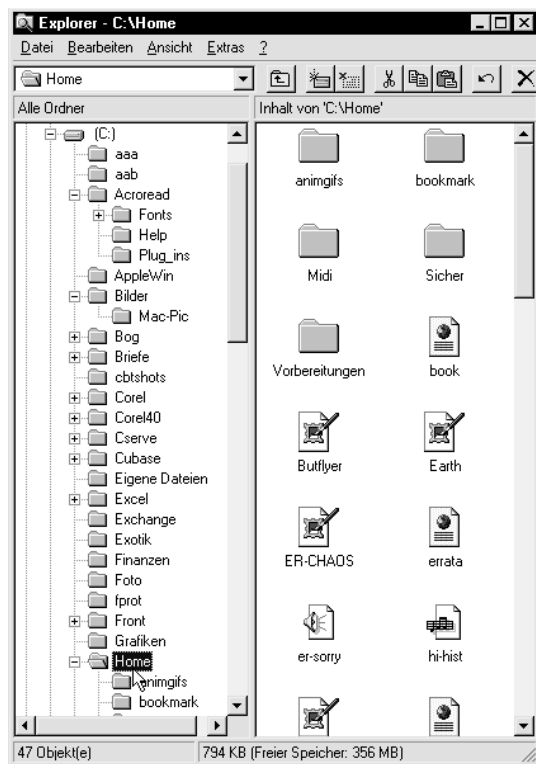 Explorer - C:\Home
Datei Bearbeiten Ansicht Extras ?
Home
Alle Ordner
Inhalt von 'C:\Home'
(C:)
aaa
aab
Acroread
Fonts
Help
Plug_ins
AppleWin
Bilder
Mac-Pic
Bog
Briefe
cbtshots
Corel
Corel40
Cserve
Cubase
Eigene Dateien
Excel
Exchange
Exotik
Finanzen
Foto
fprot
Front
Grafiken
Home
animgifs
bookmark
animgifs bookmark
Midi Sicher
Vorbereitungen book
Butflyer Earth
ER-CHAOS errata
er-sorry hi-hist
47 Objekt(e) 794 KB (Freier Speicher: 356 MB)